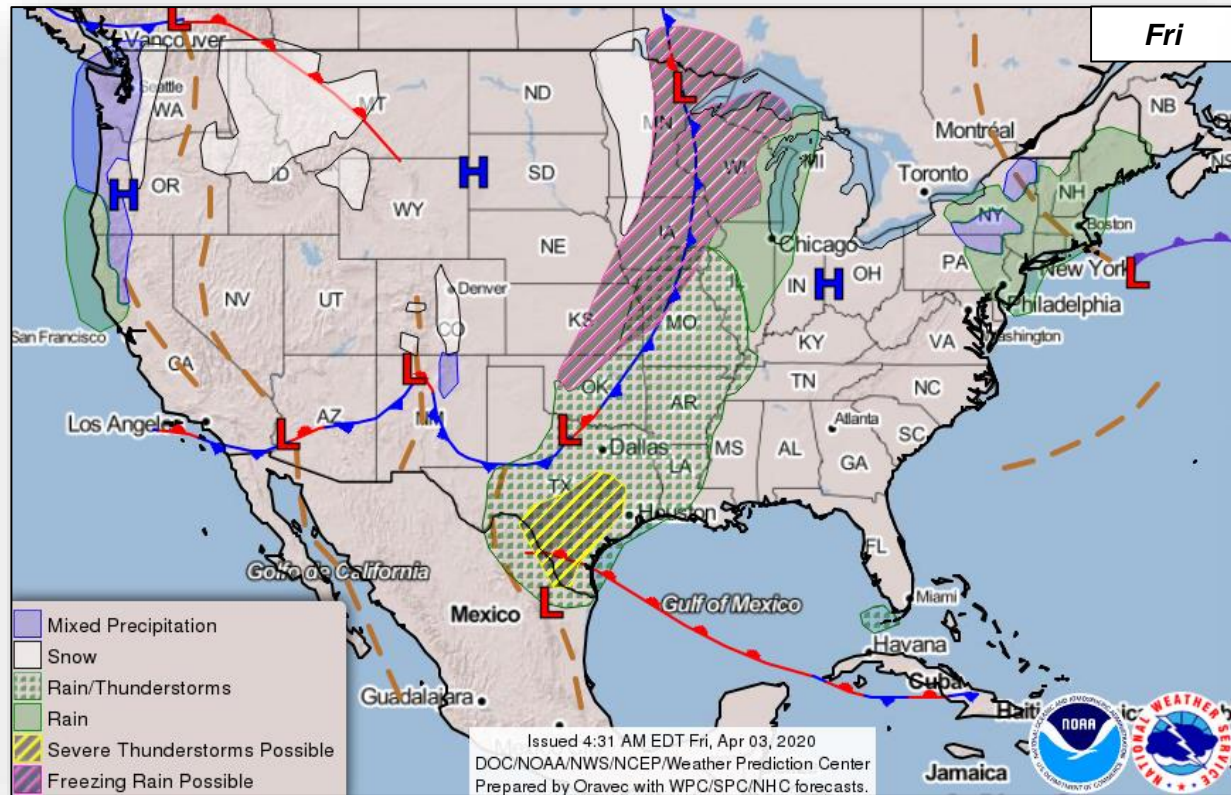 Fri
L
Vancouver
Seattle
WA
MT
ND
MN
L
NB
Montréal
H
OR
ID
H
SD
WI
MI
Toronto
NH
NY
Boston
WY
IA
Chicago
NE
IL
IN
H
OH
PA
New York
L
Philadelphia
NV
UT
Denver
CO
San Francisco
KS
MO
KY
VA
Washington
CA
L
OK
TN
NC
Los Angeles
L
AZ
NM
L
AR
Atlanta
SC
Dallas
MS
AL
GA
TX
LA
Houston
FL
Golfo de California
L
Mexico
Gulf of Mexico
Miami
Havana
Cuba
Guadalajara
Jamaica
Mixed Precipitation
Snow
Rain/Thunderstorms
Rain
Severe Thunderstorms Possible
Freezing Rain Possible
Issued 4:31 AM EDT Fri, Apr 03, 2020
DOC/NOAA/NWS/NCEP/Weather Prediction Center
Prepared by Oravec with WPC/SPC/NHC forecasts.
NOAA
NATIONAL WEATHER SERVICE